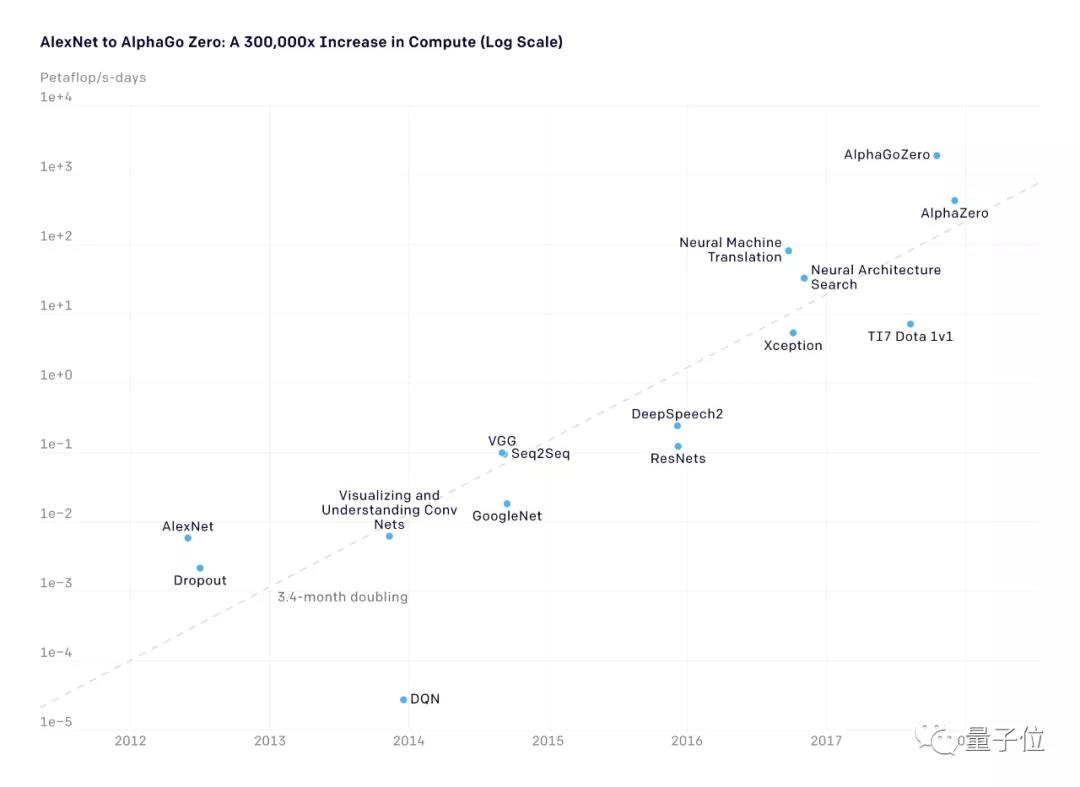 AlexNet to AlphaGo Zero: A 300,000x Increase in Compute (Log Scale)
Petaflop/s-days
1e+4
1e+3
1e+2
1e+1
1e+0
1e−1
1e−2
1e−3
1e−4
1e−5
AlphaGoZero
AlphaZero
Neural Machine
Translation
Neural Architecture
Search
TI7 Dota 1v1
Xception
DeepSpeech2
ResNets
VGG
Seq2Seq
GoogleNet
Visualizing and
Understanding Conv
Nets
AlexNet
Dropout
3.4-month doubling
DQN
2012
2013
2014
2015
2016
2017
量子位